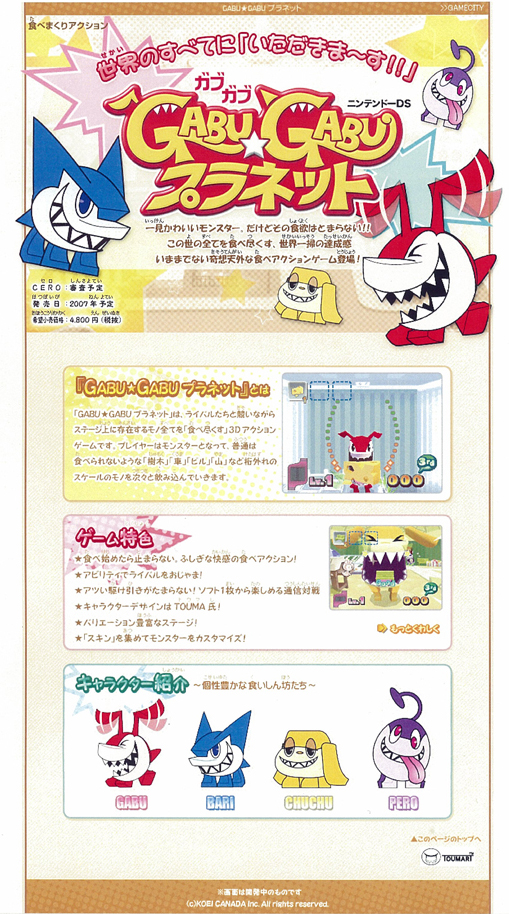 GABU★GABU プラネット
>>GAMECITY
食べまくりアクション
世界のすべてに「いただきま～す!!」
ガブ
ガブ
ニンテンドーDS
GABU☆GABU
プラネット
一見かわいいモンスター、だけどその食欲はとまらない!!
この世の全てを食べ尽くす、世界一掃の達成感
いままでない奇想天外な食べアクションゲーム登場!
CERO:審査予定
発売日:2007年予定
希望小売価格:4,800円(税抜)
『GABU★GABU プラネット』とは
「GABU★GABU プラネット」は、ライバルたちと闘いながら
ステージ上に存在するモノ全てを「食べ尽くす」3Dアクション
ゲームです。プレイヤーはモンスターとなって、普通は
食べられないような「樹木」「車」「ビル」「山」など桁外れの
スケールのモノを次々と飲み込んでいきます。
Lv.1
3rd
000
ゲーム特色
★食べ始めたら止まらない。ふしぎな快感の食べアクション!
★アビリティでライバルをおじゃま!
★アツい駆け引きがたまらない!ソフト1枚から楽しめる通信対戦
★キャラクターデザインはTOUMA氏!
★バリエーション豊富なステージ!
★「スキン」を集めてモンスターをカスタマイズ!
もっとくわしく
キャラクター紹介 ～個性豊かな食いしん坊たち～
GABU
BARI
CHUCHU
PERO
▲このページのトップへ
TOUMART
※画面は開発中のものです
(c)KOEI CANADA Inc. All rights reserved.